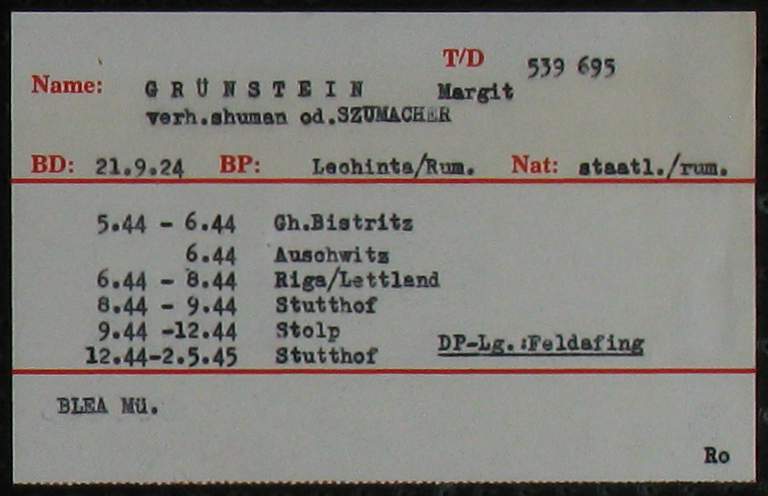 T/D 539 695
Name: GRÜNSTEIN Margit
verh.shuman od.SZUMACHER
BD: 21.9.24 BP: Lechinta/Rum. Nat: staatl./rum.
5.44 - 6.44 Gh.Bistritz
6.44 Auschwitz
6.44 - 8.44 Riga/Lettland
8.44 - 9.44 Stutthof
9.44 -12.44 Stolp
12.44-2.5.45 Stutthof DP-Lg.:Feldafing
BLEA Mü.
Ro